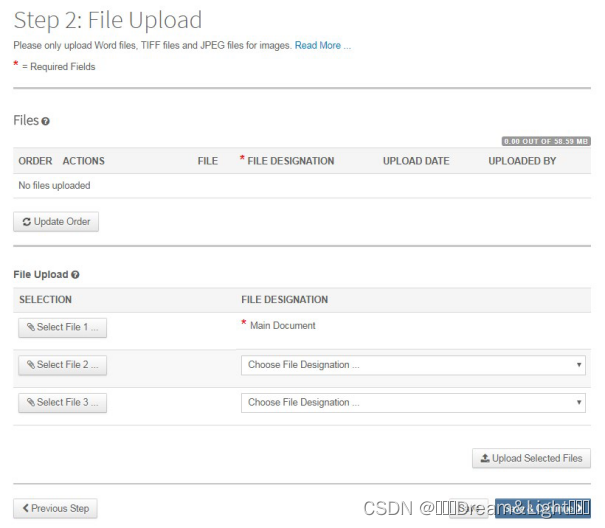 Step 2: File Upload
Please only upload Word files, TIFF files and JPEG files for images. Read More ...
* = Required Fields
Files
0.00 OUT OF 58.59 MB
ORDER ACTIONS FILE * FILE DESIGNATION UPLOAD DATE UPLOADED BY
No files uploaded
Update Order
File Upload
SELECTION FILE DESIGNATION
Select File 1 ... * Main Document
Select File 2 ... Choose File Designation ...
Select File 3 ... Choose File Designation ...
Upload Selected Files
Previous Step
CSDN @ Dream&Light